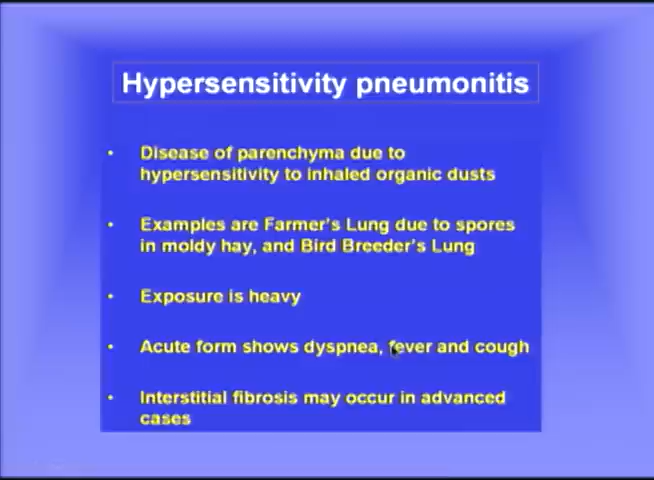 Hypersensitivity pneumonitis
• Disease of parenchyma due to
hypersensitivity to inhaled organic dusts
• Examples are Farmer's Lung due to spores
in moldy hay, and Bird Breeder's Lung
• Exposure is heavy
• Acute form shows dyspnea, fever and cough
• Interstitial fibrosis may occur in advanced
cases